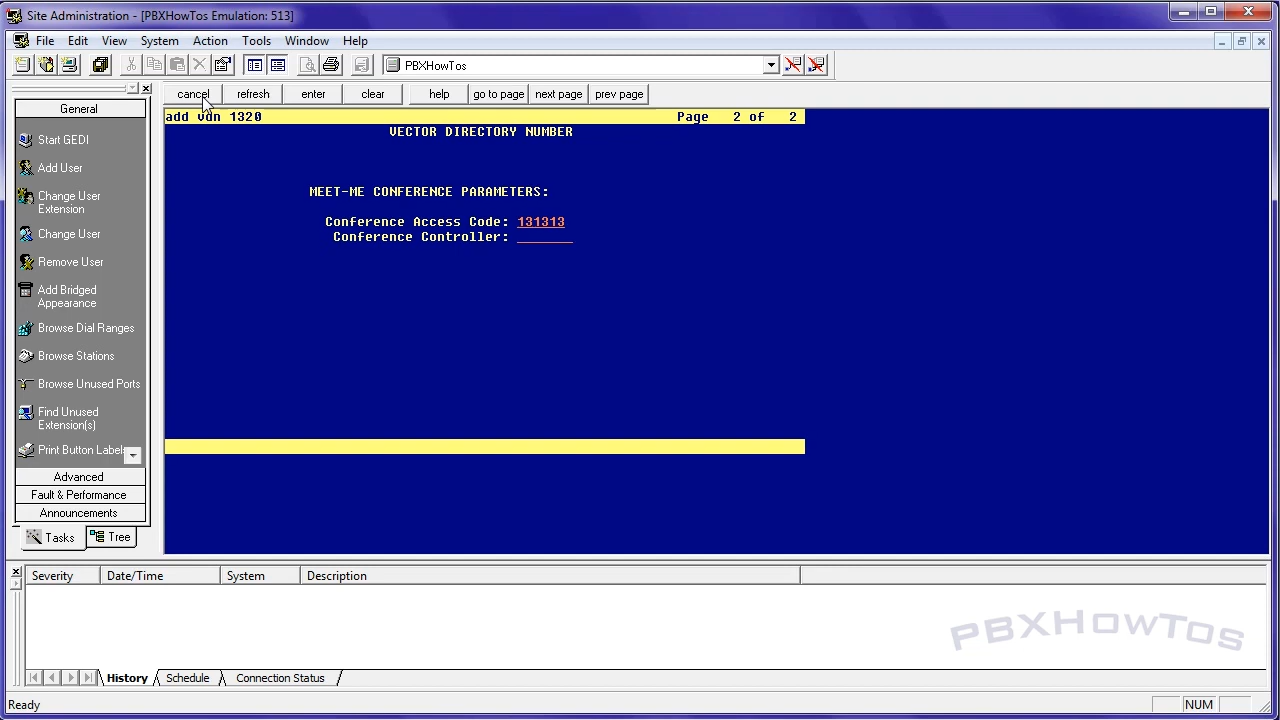 Site Administration - [PBXHowTos Emulation: 513]
File Edit View System Action Tools Window Help
PBXHowTos
cancel refresh enter clear help go to page next page prev page
General
Start GEDI
Add User
Change User
Extension
Change User
Remove User
Add Bridged
Appearance
Browse Dial Ranges
Browse Stations
Browse Unused Ports
Find Unused
Extension(s)
Print Button Labels
Advanced
Fault & Performance
Announcements
Tasks Tree
add vdn 1320 Page 2 of 2
VECTOR DIRECTORY NUMBER
MEET-ME CONFERENCE PARAMETERS:
Conference Access Code: 131313
Conference Controller:
Severity Date/Time System Description
PBXHowTos
History Schedule Connection Status
Ready NUM